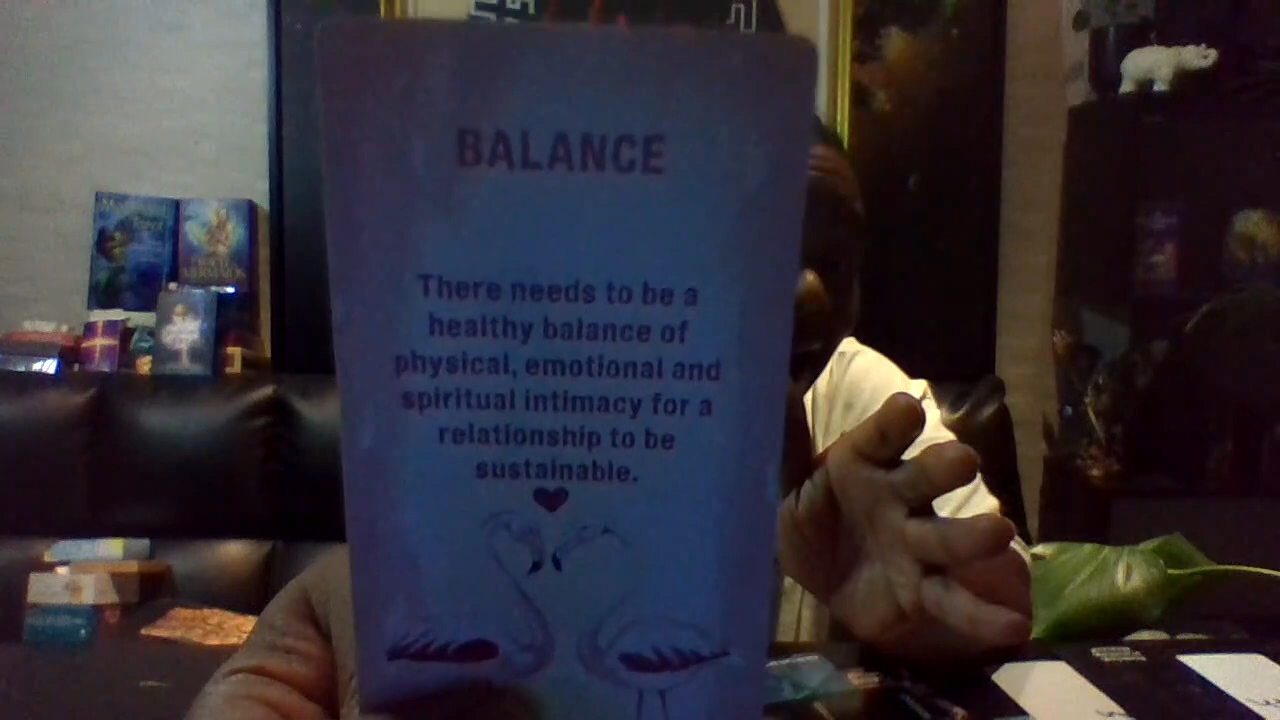 BALANCE
There needs to be a
healthy balance of
physical, emotional and
spiritual intimacy for a
relationship to be
sustainable.